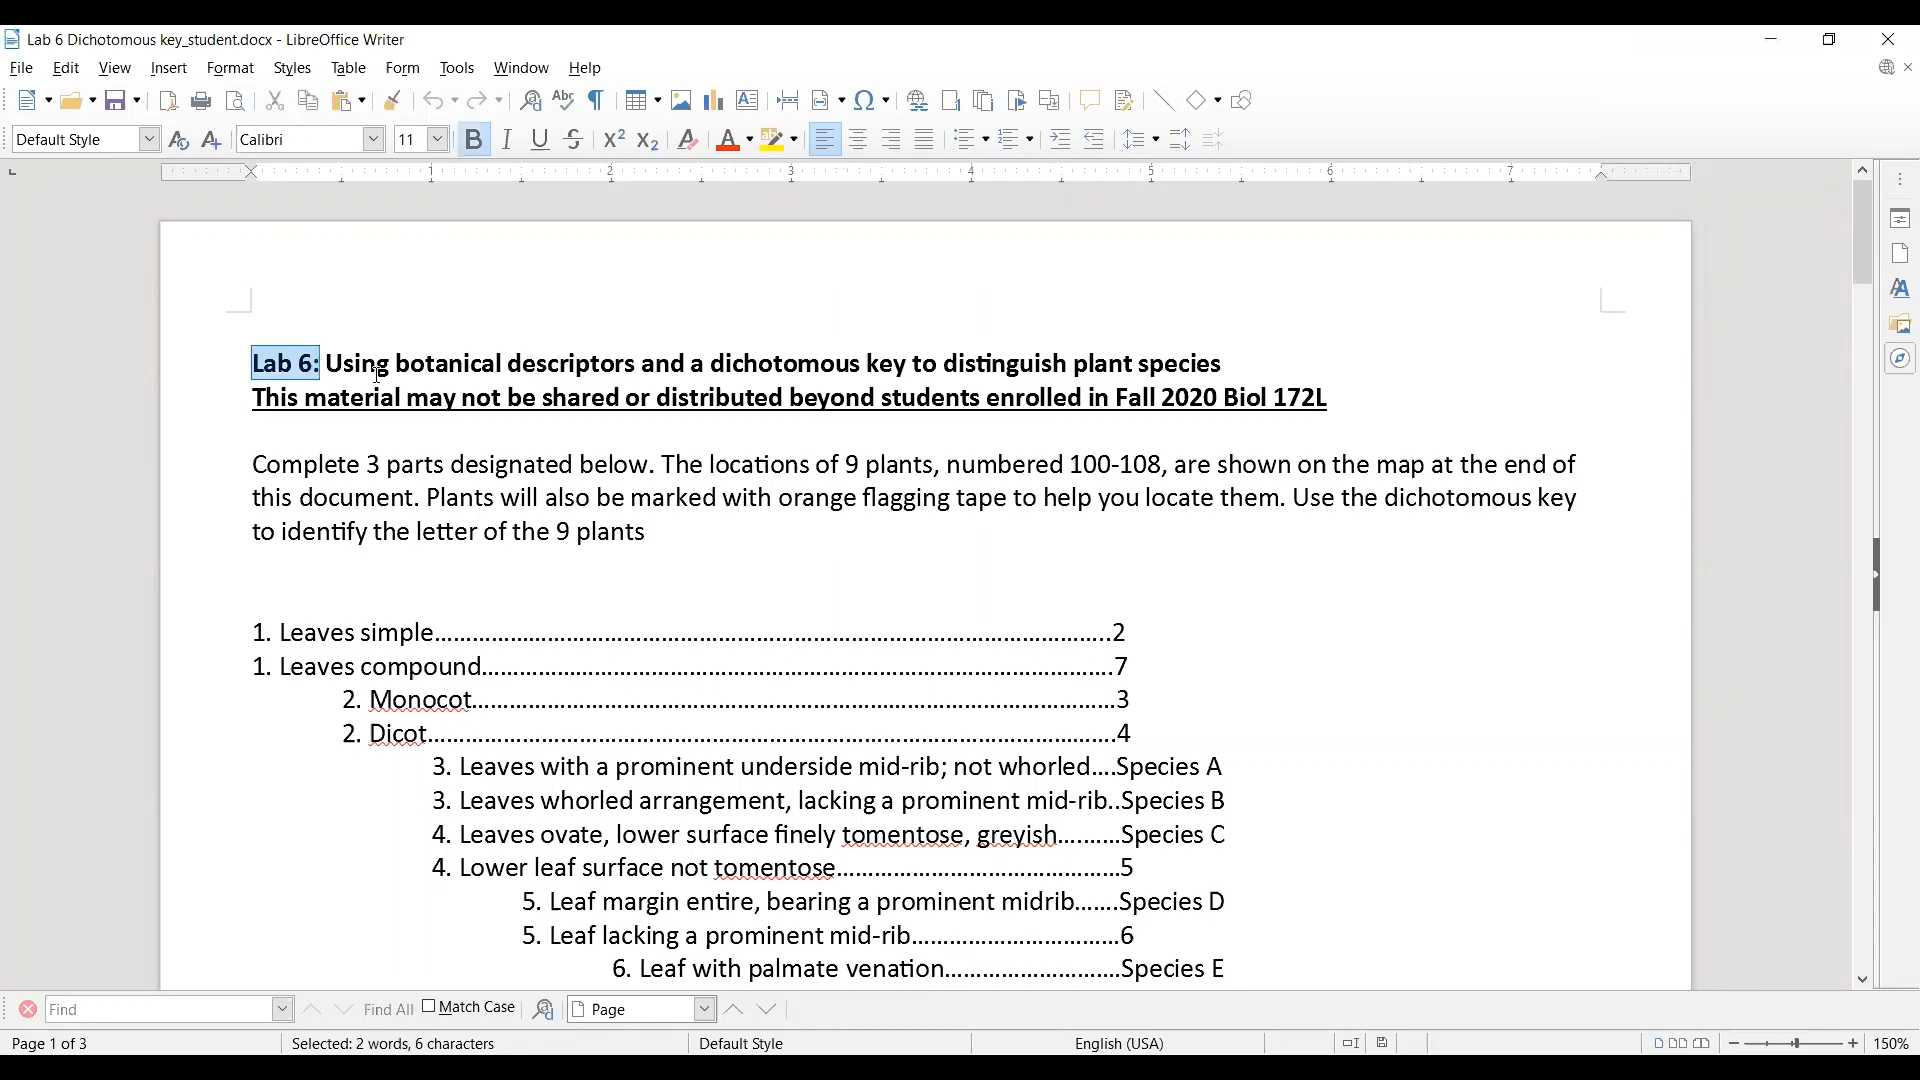 Lab 6 Dichotomous key_student.docx - LibreOffice Writer
File Edit View Insert Format Styles Table Form Tools Window Help
Default Style Calibri 11
1 2 3 4 5 6 7
Lab 6: Using botanical descriptors and a dichotomous key to distinguish plant species
This material may not be shared or distributed beyond students enrolled in Fall 2020 Biol 172L
Complete 3 parts designated below. The locations of 9 plants, numbered 100-108, are shown on the map at the end of
this document. Plants will also be marked with orange flagging tape to help you locate them. Use the dichotomous key
to identify the letter of the 9 plants
1. Leaves simple.......................................................................................................2
1. Leaves compound................................................................................................7
2. Monocot..................................................................................................3
2. Dicot.........................................................................................................4
3. Leaves with a prominent underside mid-rib; not whorled....Species A
3. Leaves whorled arrangement, lacking a prominent mid-rib..Species B
4. Leaves ovate, lower surface finely tomentose, greyish..........Species C
4. Lower leaf surface not tomentose...........................................5
5. Leaf margin entire, bearing a prominent midrib.......Species D
5. Leaf lacking a prominent mid-rib................................6
6. Leaf with palmate venation...........................Species E
Find Find All Match Case Page
Page 1 of 3 Selected: 2 words, 6 characters Default Style English (USA) 150%